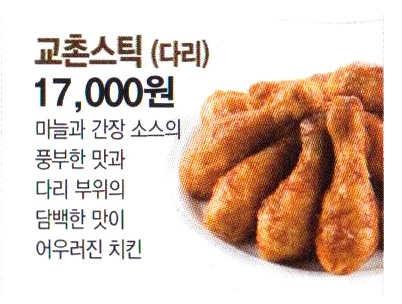 교촌스틱 (다리)
17,000원
마늘과 간장 소스의
풍부한 맛과
다리 부위의
담백한 맛이
어우러진 치킨